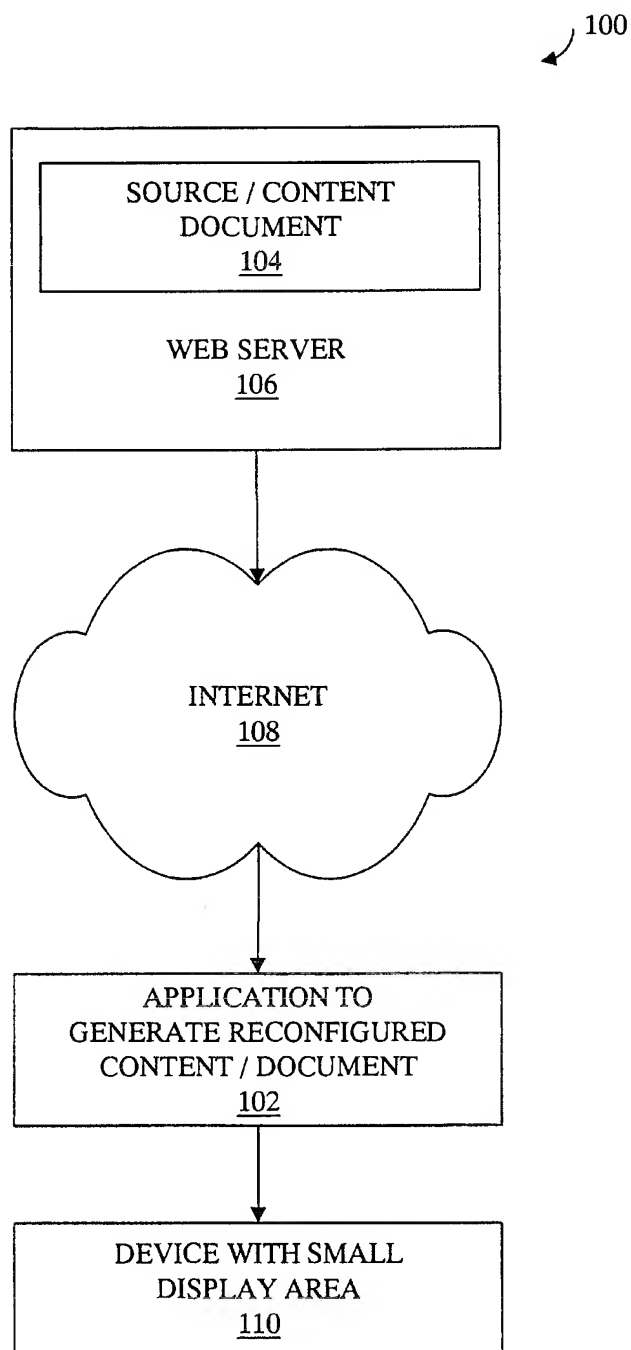 100
SOURCE / CONTENT
DOCUMENT
104
WEB SERVER
106
INTERNET
108
APPLICATION TO
GENERATE RECONFIGURED
CONTENT / DOCUMENT
102
DEVICE WITH SMALL
DISPLAY AREA
110